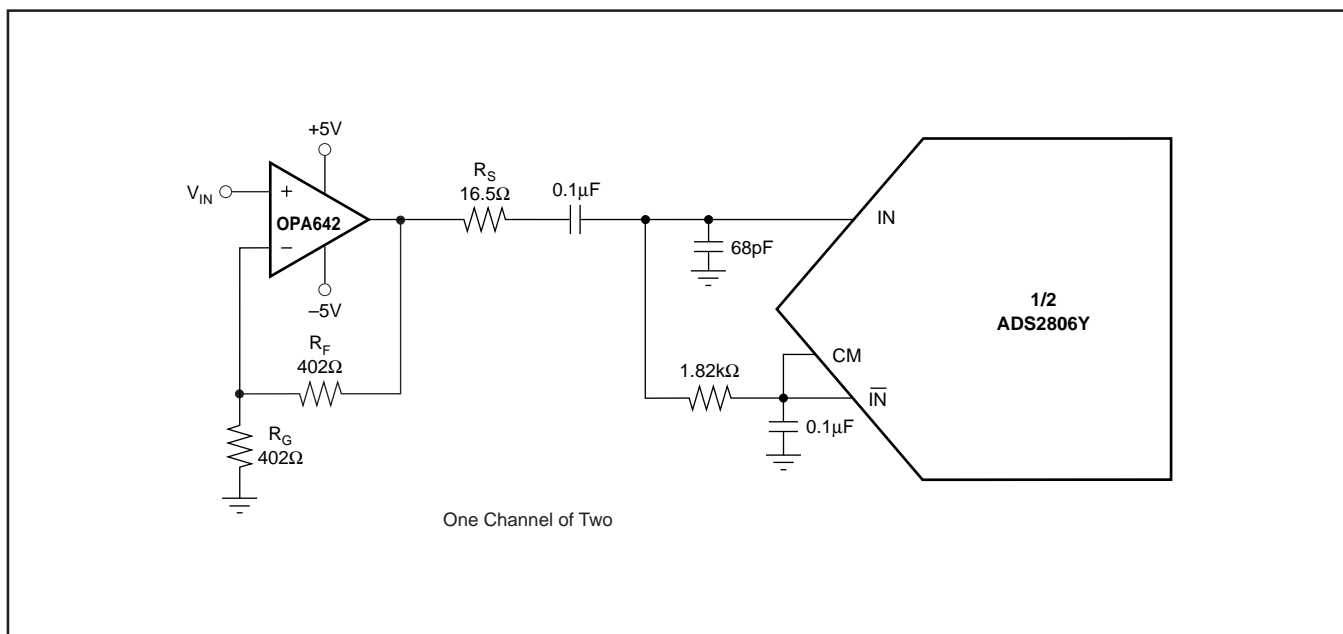 +5V
V_IN
+
OPA642
−
–5V
R_S
16.5Ω
0.1µF
IN
68pF
1/2
ADS2806Y
R_F
402Ω
CM
1.82kΩ
I̅N̅
0.1µF
R_G
402Ω
One Channel of Two